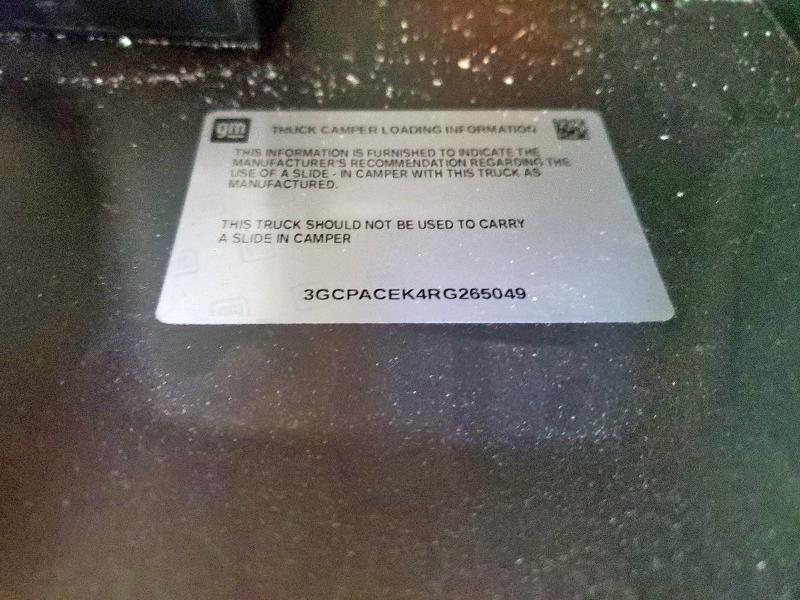 gm TRUCK CAMPER LOADING INFORMATION
THIS INFORMATION IS FURNISHED TO INDICATE THE
MANUFACTURER'S RECOMMENDATION REGARDING THE
USE OF A SLIDE - IN CAMPER WITH THIS TRUCK AS
MANUFACTURED.
THIS TRUCK SHOULD NOT BE USED TO CARRY
A SLIDE IN CAMPER
3GCPACEK4RG265049